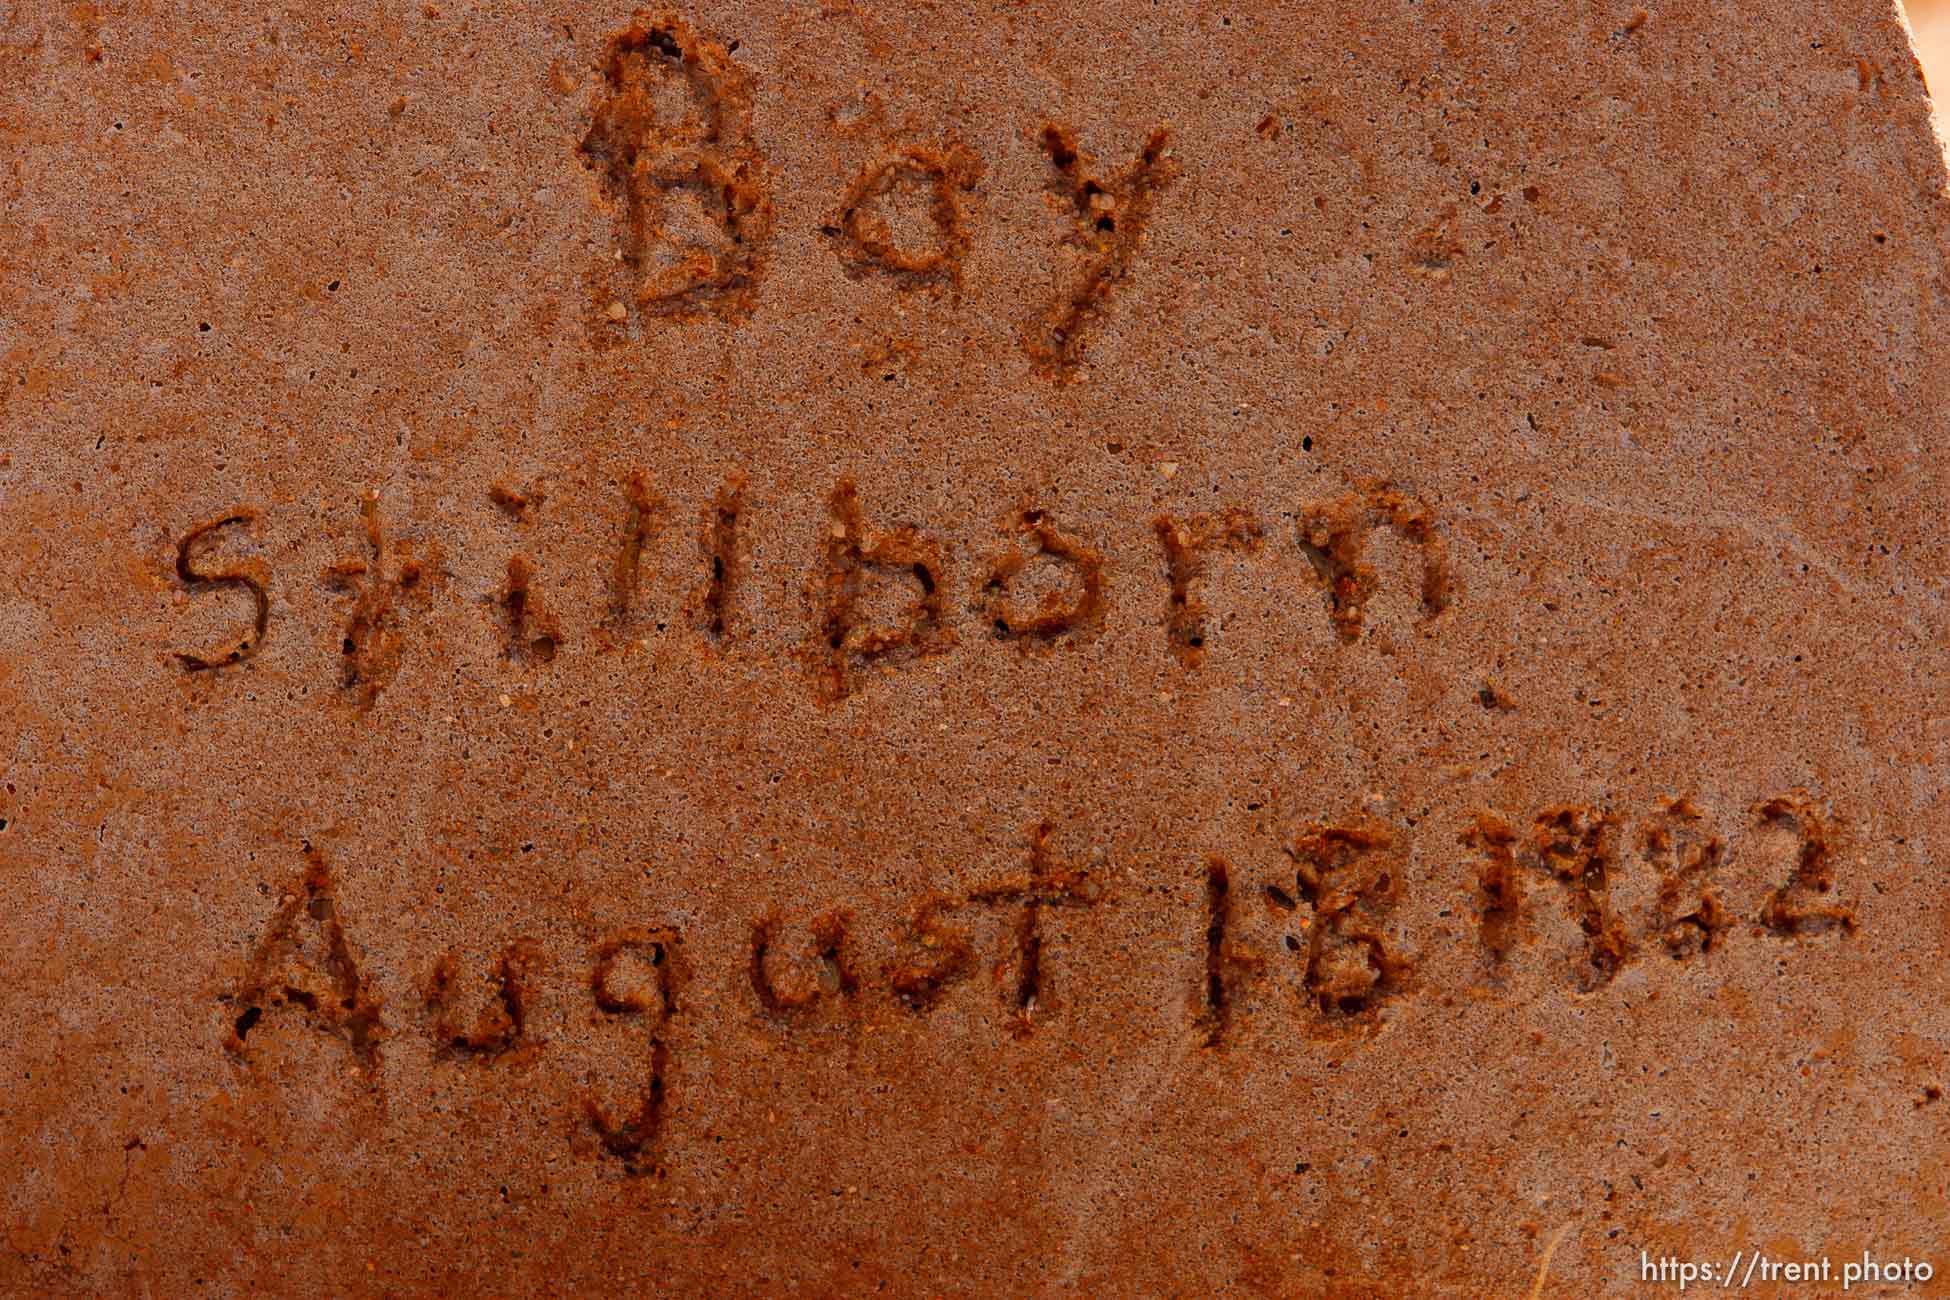 Boy
stillborn
August 18 1982
https://trent.photo